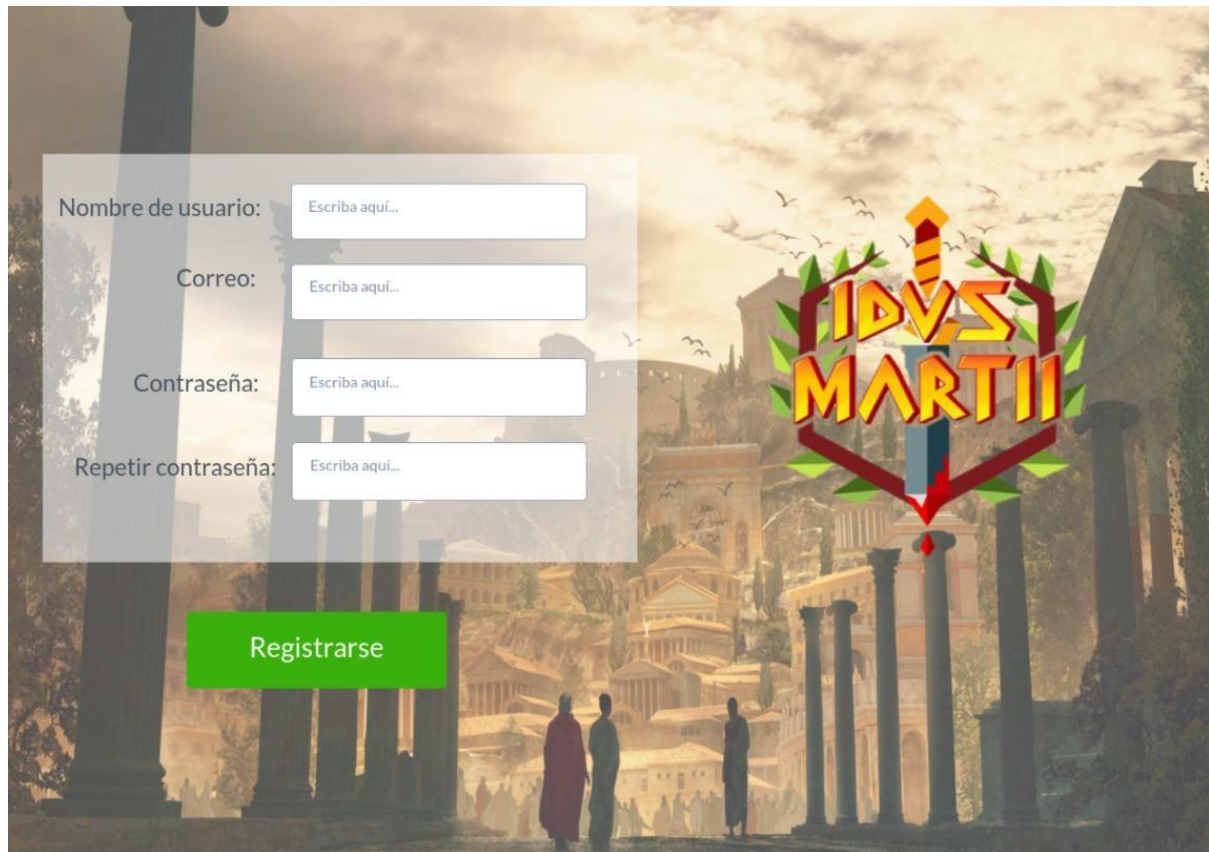 Nombre de usuario: Escriba aquí...
Correo: Escriba aquí...
Contraseña: Escriba aquí...
Repetir contraseña: Escriba aquí...
Registrarse
IDVS
MARTII